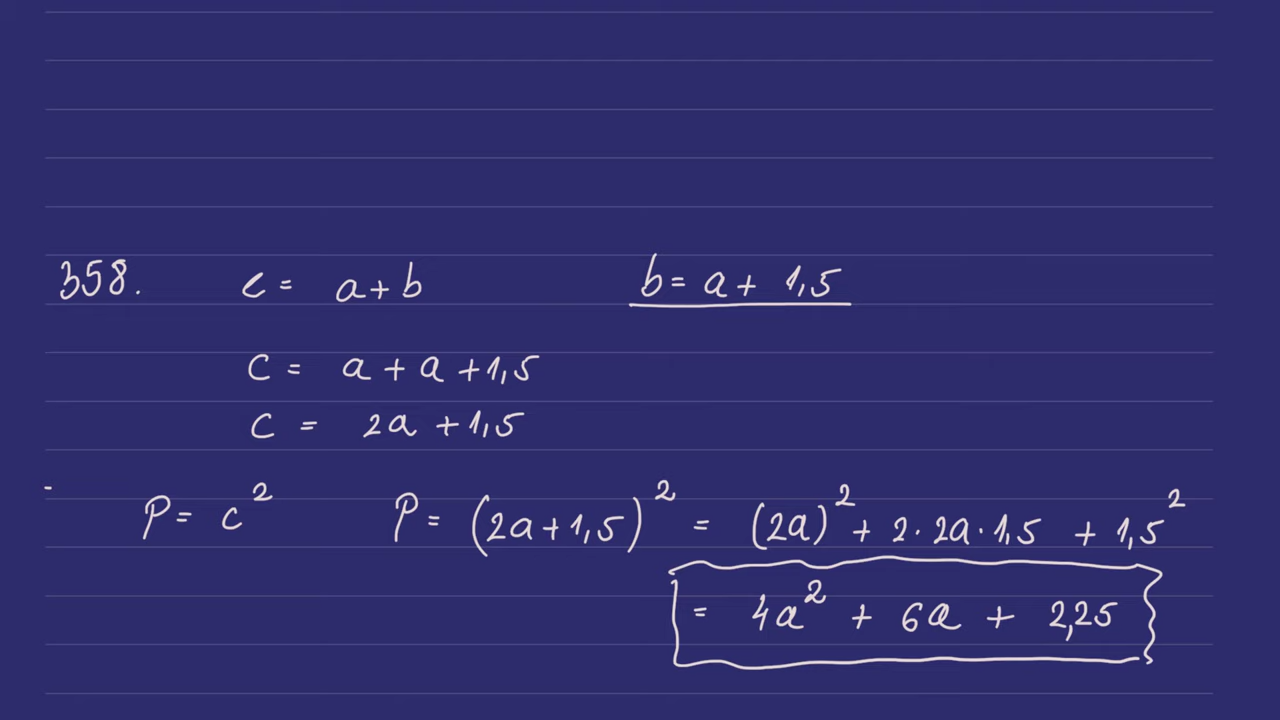 358. c = a + b b = a + 1,5
c = a + a + 1,5
c = 2a + 1,5
P = c² P = (2a + 1,5)² = (2a)² + 2·2a·1,5 + 1,5²
= 4a² + 6a + 2,25